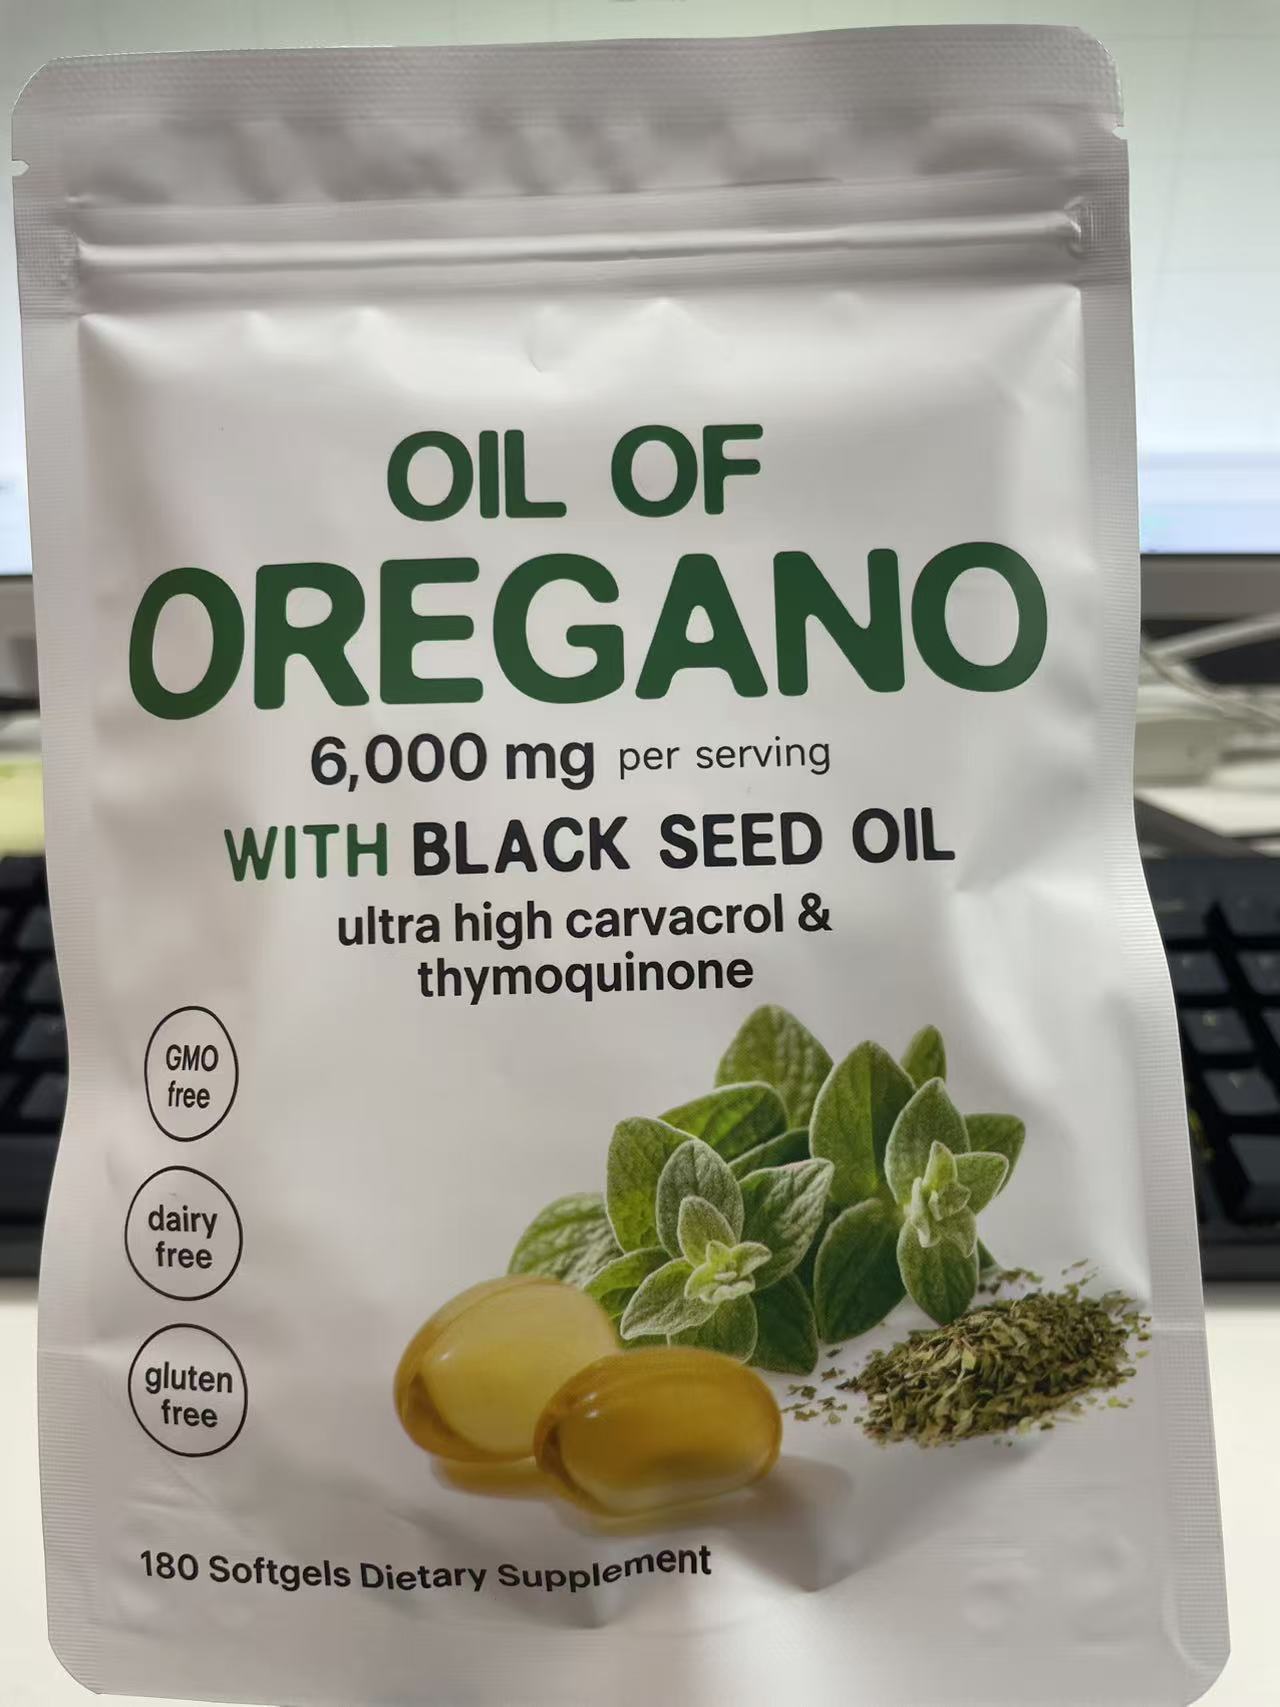 OIL OF
OREGANO
6,000 mg per serving
WITH BLACK SEED OIL
ultra high carvacrol &
thymoquinone
GMO
free
dairy
free
gluten
free
180 Softgels Dietary Supplement